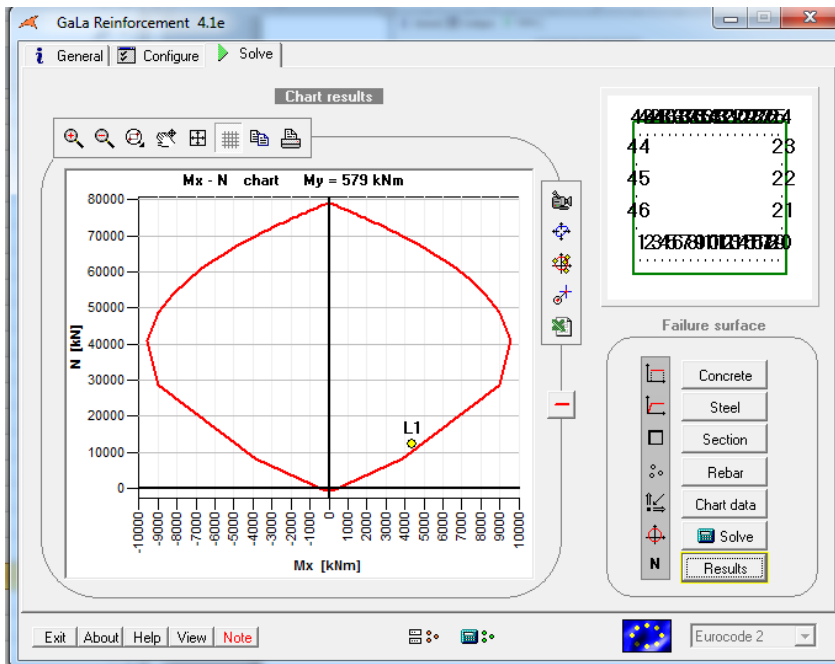 GaLa Reinforcement 4.1e
General
Configure
Solve
Chart results
Mx - N chart My = 579 kNm
80000
70000
60000
50000
40000
30000
20000
10000
0
N [kN]
L1
-10000 -9000 -8000 -7000 -6000 -5000 -4000 -3000 -2000 -1000 0 1000 2000 3000 4000 5000 6000 7000 8000 9000 10000
Mx [kNm]
44 23
45 22
46 21
Failure surface
Concrete
Steel
Section
Rebar
Chart data
Solve
N Results
Exit About Help View Note
Eurocode 2